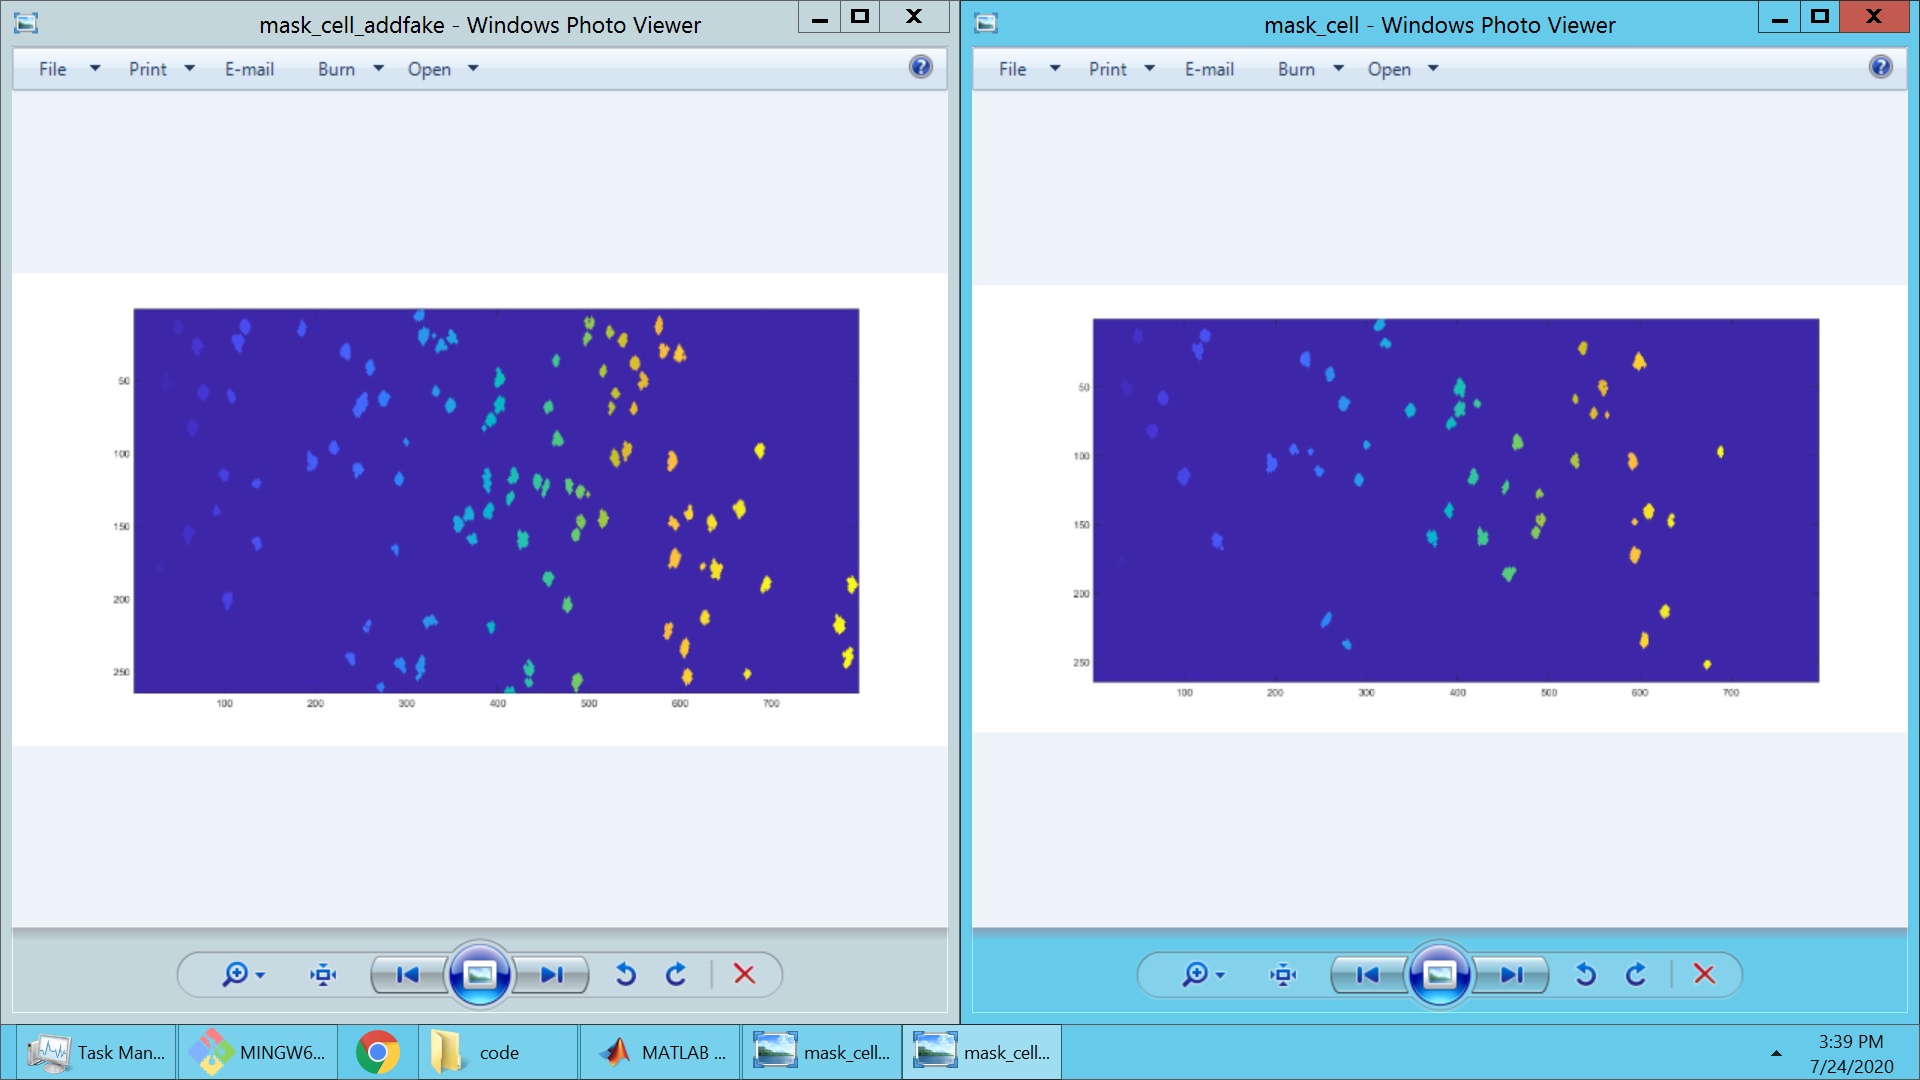 mask_cell_addfake - Windows Photo Viewer
File Print E-mail Burn Open
50
100
150
200
250
100 200 300 400 500 600 700
mask_cell - Windows Photo Viewer
File Print E-mail Burn Open
50
100
150
200
250
100 200 300 400 500 600 700
Task Man...
MINGW6...
code
MATLAB ...
mask_cell...
mask_cell...
3:39 PM
7/24/2020